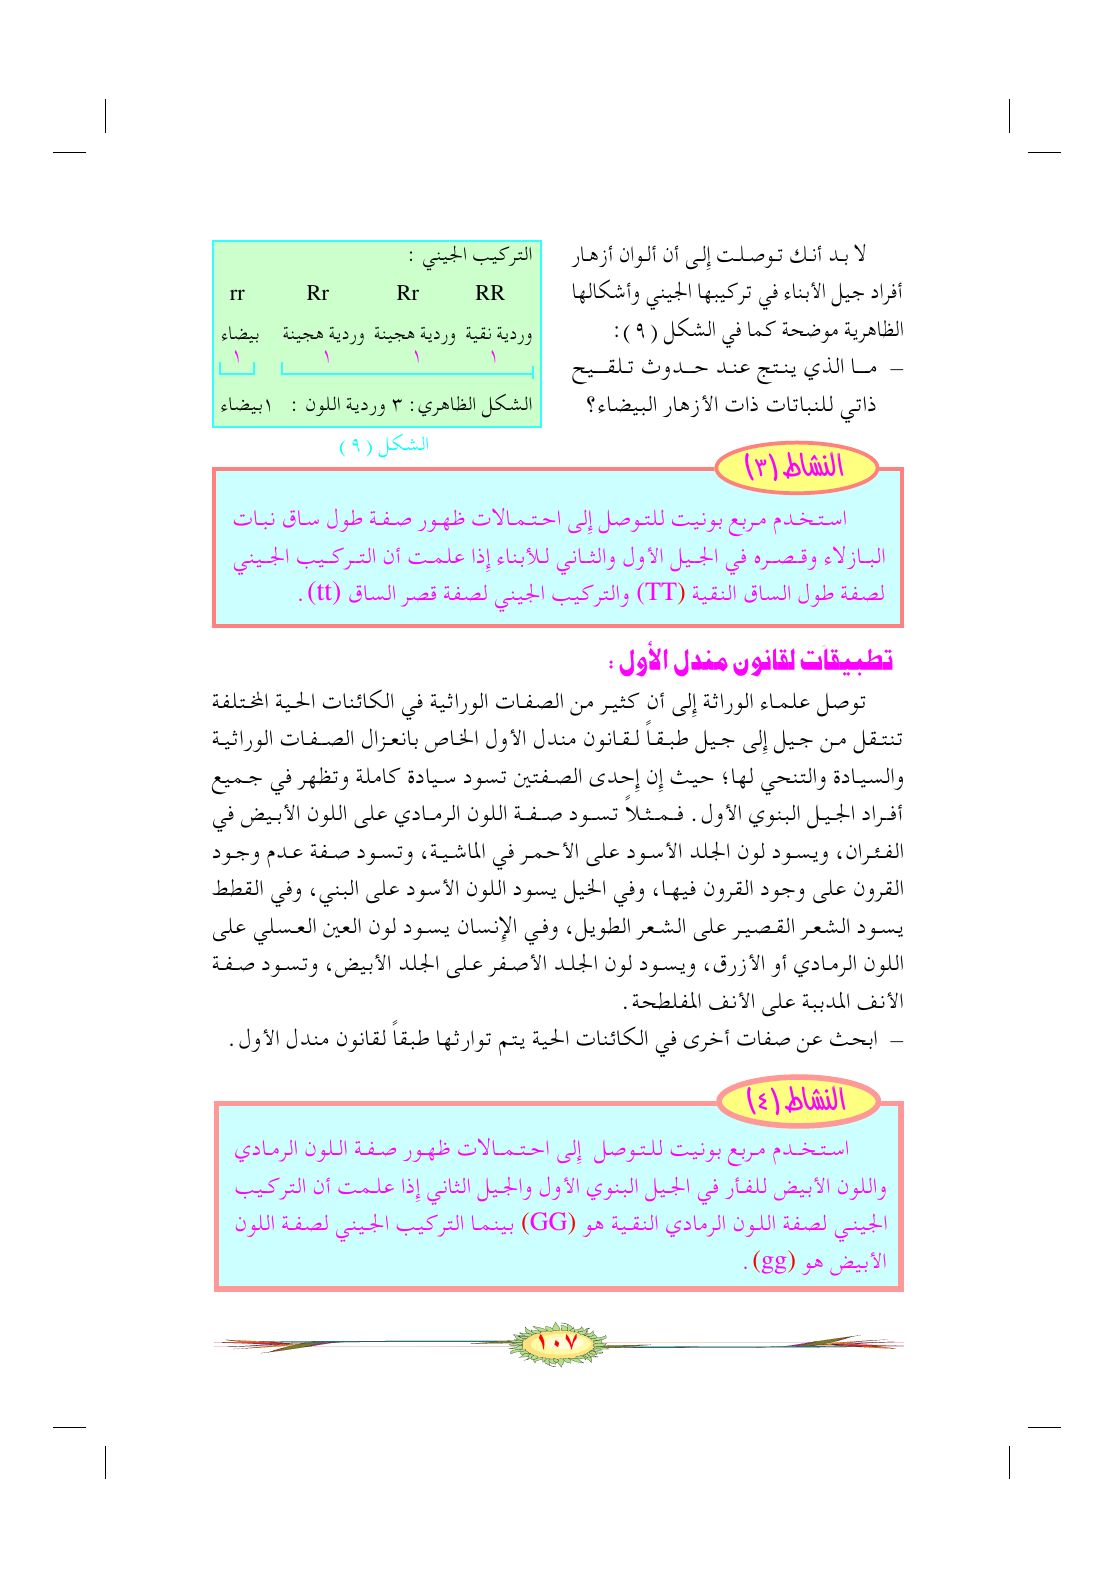 لا بد أنك توصلت إِلى أن ألوان أزهار
أفراد جيل الأبناء في تركيبها الجيني وأشكالها
الظاهرية موضحة كما في الشكل (٩):
– ما الذي ينتج عند حدوث تلقيح
ذاتي للنباتات ذات الأزهار البيضاء؟
التركيب الجيني :
RR Rr Rr rr
وردية نقية وردية هجينة وردية هجينة بيضاء
١ ١ ١ ١
الشكل الظاهري: ٣ وردية اللون : ١بيضاء
الشكل (٩)
النشاط (٣)
استخدم مربع بونيت للتوصل إِلى احتمالات ظهور صفة طول ساق نبات
البازلاء وقصره في الجيل الأول والثاني للأبناء إِذا علمت أن التركيب الجيني
لصفة طول الساق النقية (TT) والتركيب الجيني لصفة قصر الساق (tt).
تطبيقات لقانون مندل الأول :
توصل علماء الوراثة إِلى أن كثير من الصفات الوراثية في الكائنات الحية المختلفة
تنتقل من جيل إِلى جيل طبقاً لقانون مندل الأول الخاص بانعزال الصفات الوراثية
والسيادة والتنحي لها؛ حيث إِن إِحدى الصفتين تسود سيادة كاملة وتظهر في جميع
أفراد الجيل البنوي الأول. فمثلاً تسود صفة اللون الرمادي على اللون الأبيض في
الفئران، ويسود لون الجلد الأسود على الأحمر في الماشية، وتسود صفة عدم وجود
القرون على وجود القرون فيها، وفي الخيل يسود اللون الأسود على البني، وفي القطط
يسود الشعر القصير على الشعر الطويل، وفي الإِنسان يسود لون العين العسلي على
اللون الرمادي أو الأزرق، ويسود لون الجلد الأصفر على الجلد الأبيض، وتسود صفة
الأنف المدببة على الأنف المفلطحة.
– ابحث عن صفات أخرى في الكائنات الحية يتم توارثها طبقاً لقانون مندل الأول.
النشاط (٤)
استخدم مربع بونيت للتوصل إِلى احتمالات ظهور صفة اللون الرمادي
واللون الأبيض للفأر في الجيل البنوي الأول والجيل الثاني إِذا علمت أن التركيب
الجيني لصفة اللون الرمادي النقية هو (GG) بينما التركيب الجيني لصفة اللون
الأبيض هو (gg).
١٠٧